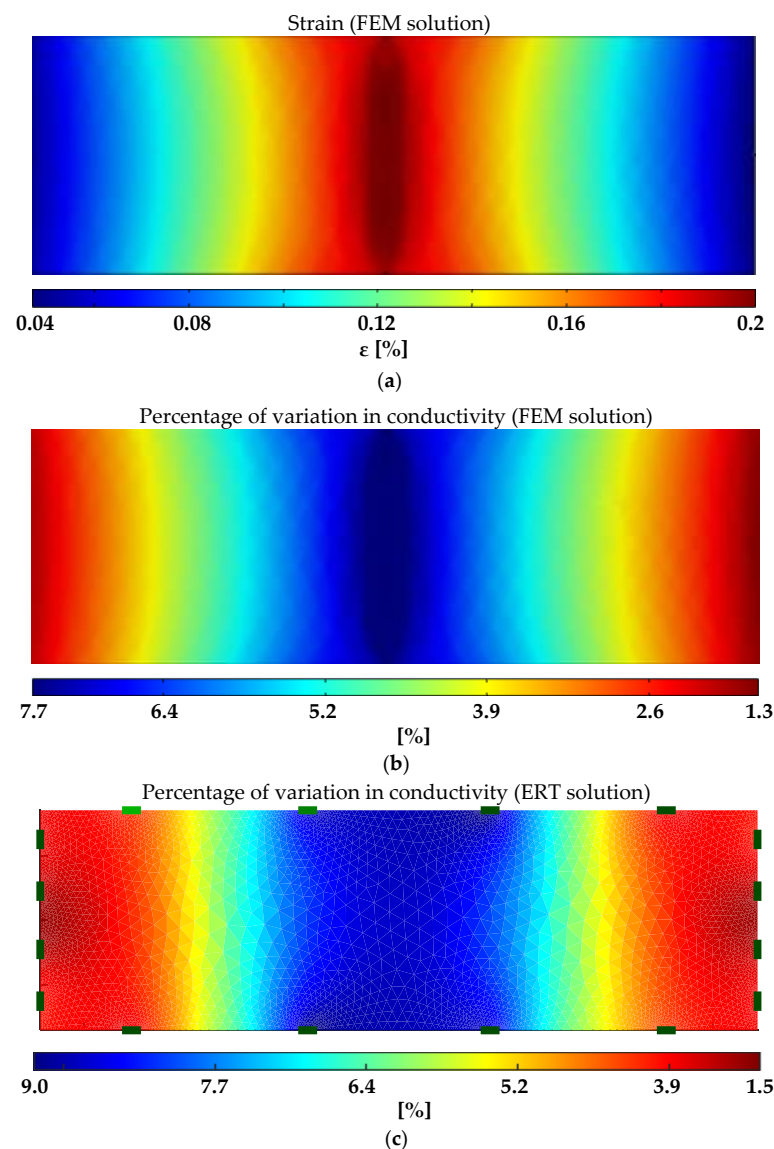 Strain (FEM solution)
0.04 0.08 0.12 0.16 0.2
ε [%]
(a)
Percentage of variation in conductivity (FEM solution)
7.7 6.4 5.2 3.9 2.6 1.3
[%]
(b)
Percentage of variation in conductivity (ERT solution)
9.0 7.7 6.4 5.2 3.9 1.5
[%]
(c)